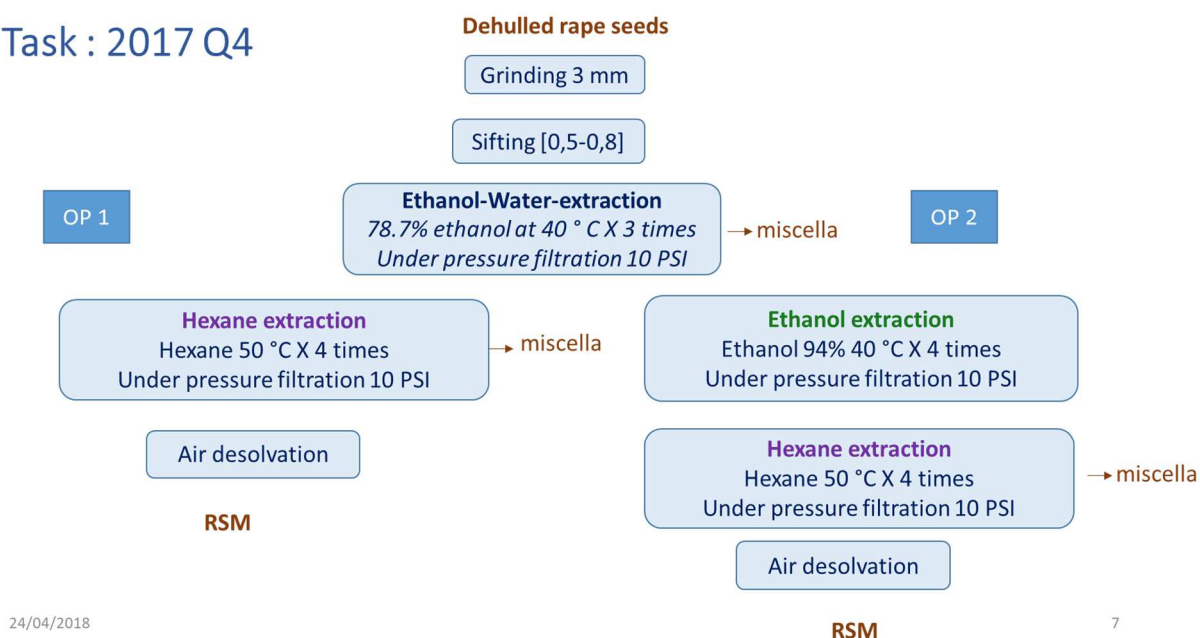 Task : 2017 Q4
Dehulled rape seeds
Grinding 3 mm
Sifting [0,5-0,8]
OP 1
Ethanol-Water-extraction
78.7% ethanol at 40 ° C X 3 times
Under pressure filtration 10 PSI
miscella
OP 2
Hexane extraction
Hexane 50 °C X 4 times
Under pressure filtration 10 PSI
miscella
Air desolvation
RSM
Ethanol extraction
Ethanol 94% 40 °C X 4 times
Under pressure filtration 10 PSI
Hexane extraction
Hexane 50 °C X 4 times
Under pressure filtration 10 PSI
miscella
Air desolvation
RSM
24/04/2018
7